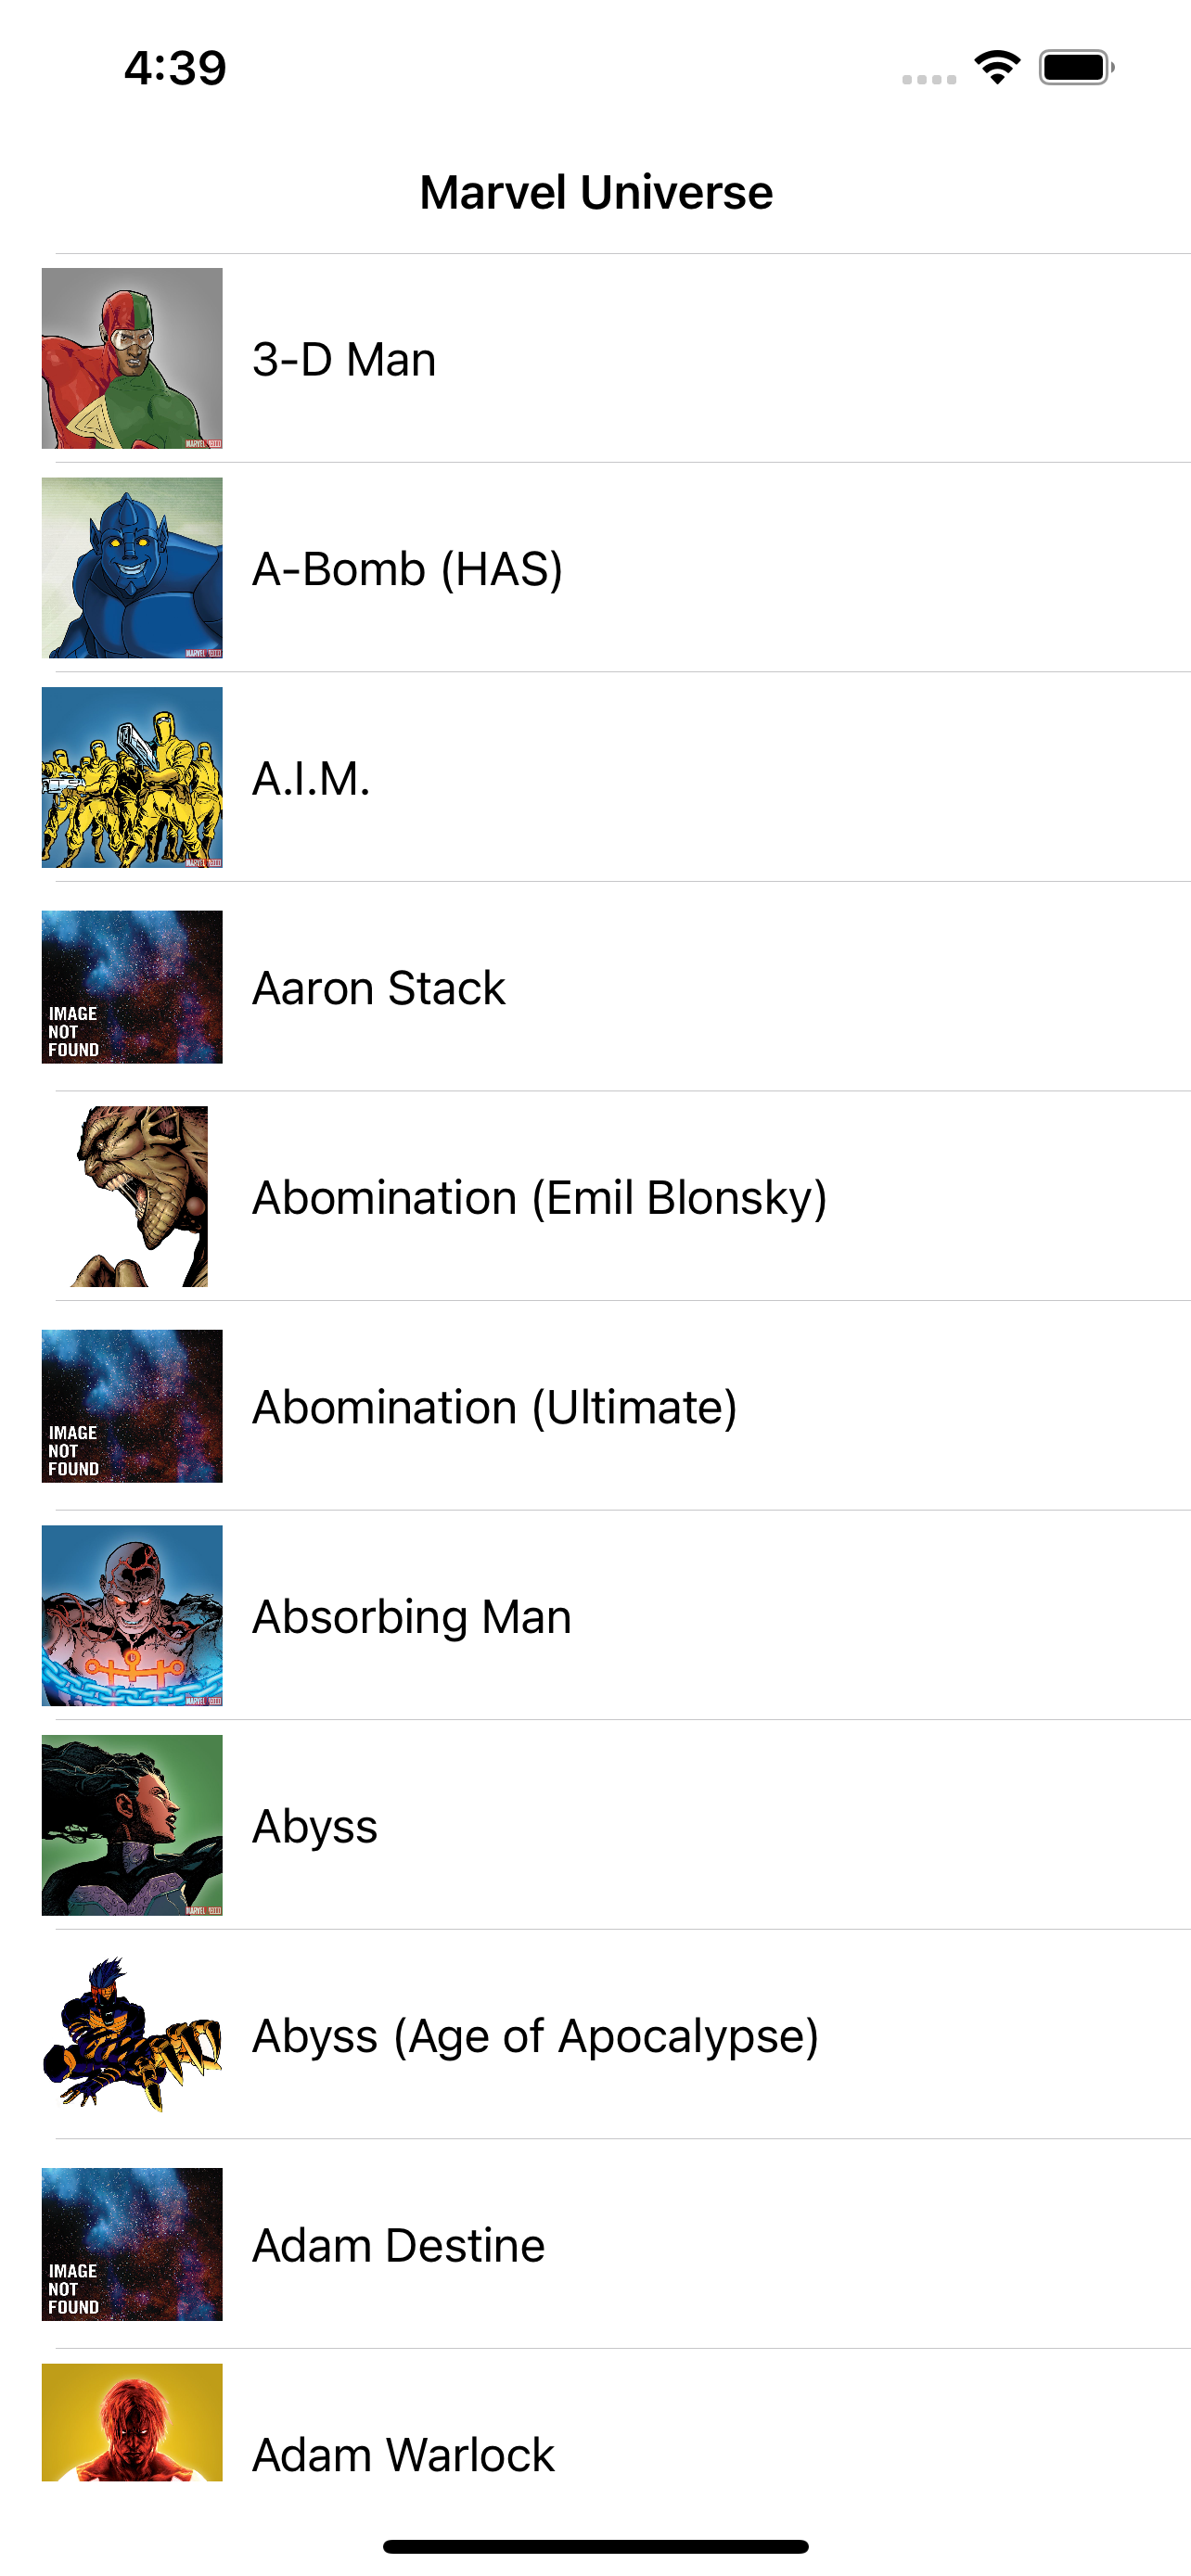 4:39
Marvel Universe
3-D Man
A-Bomb (HAS)
A.I.M.
IMAGE
NOT
FOUND
Aaron Stack
Abomination (Emil Blonsky)
IMAGE
NOT
FOUND
Abomination (Ultimate)
Absorbing Man
Abyss
Abyss (Age of Apocalypse)
IMAGE
NOT
FOUND
Adam Destine
Adam Warlock